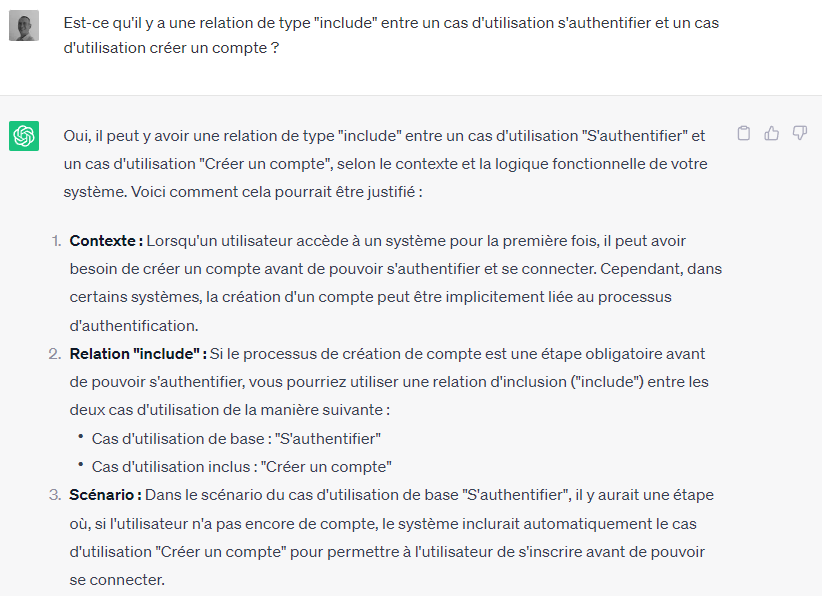 Est-ce qu'il y a une relation de type "include" entre un cas d'utilisation s'authentifier et un cas
d'utilisation créer un compte ?
Oui, il peut y avoir une relation de type "include" entre un cas d'utilisation "S'authentifier" et
un cas d'utilisation "Créer un compte", selon le contexte et la logique fonctionnelle de votre
système. Voici comment cela pourrait être justifié :
1. Contexte : Lorsqu'un utilisateur accède à un système pour la première fois, il peut avoir
besoin de créer un compte avant de pouvoir s'authentifier et se connecter. Cependant, dans
certains systèmes, la création d'un compte peut être implicitement liée au processus
d'authentification.
2. Relation "include" : Si le processus de création de compte est une étape obligatoire avant
de pouvoir s'authentifier, vous pourriez utiliser une relation d'inclusion ("include") entre les
deux cas d'utilisation de la manière suivante :
• Cas d'utilisation de base : "S'authentifier"
• Cas d'utilisation inclus : "Créer un compte"
3. Scénario : Dans le scénario du cas d'utilisation de base "S'authentifier", il y aurait une étape
où, si l'utilisateur n'a pas encore de compte, le système inclurait automatiquement le cas
d'utilisation "Créer un compte" pour permettre à l'utilisateur de s'inscrire avant de pouvoir
se connecter.